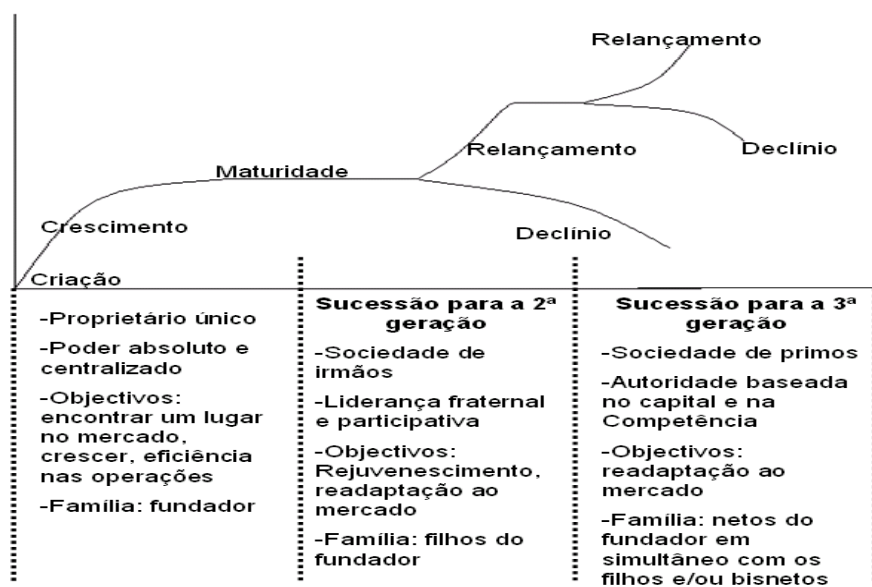 Relançamento
Relançamento
Declínio
Maturidade
Crescimento
Declínio
Criação
-Proprietário único
-Poder absoluto e
centralizado
-Objectivos:
encontrar um lugar
no mercado,
crescer, eficiência
nas operações
-Família: fundador
Sucessão para a 2ª
geração
-Sociedade de
irmãos
-Liderança fraternal
e participativa
-Objectivos:
Rejuvenescimento,
readaptação ao
mercado
-Família: filhos do
fundador
Sucessão para a 3ª
geração
-Sociedade de primos
-Autoridade baseada
no capital e na
Competência
-Objectivos:
readaptação ao
mercado
-Família: netos do
fundador em
simultâneo com os
filhos e/ou bisnetos